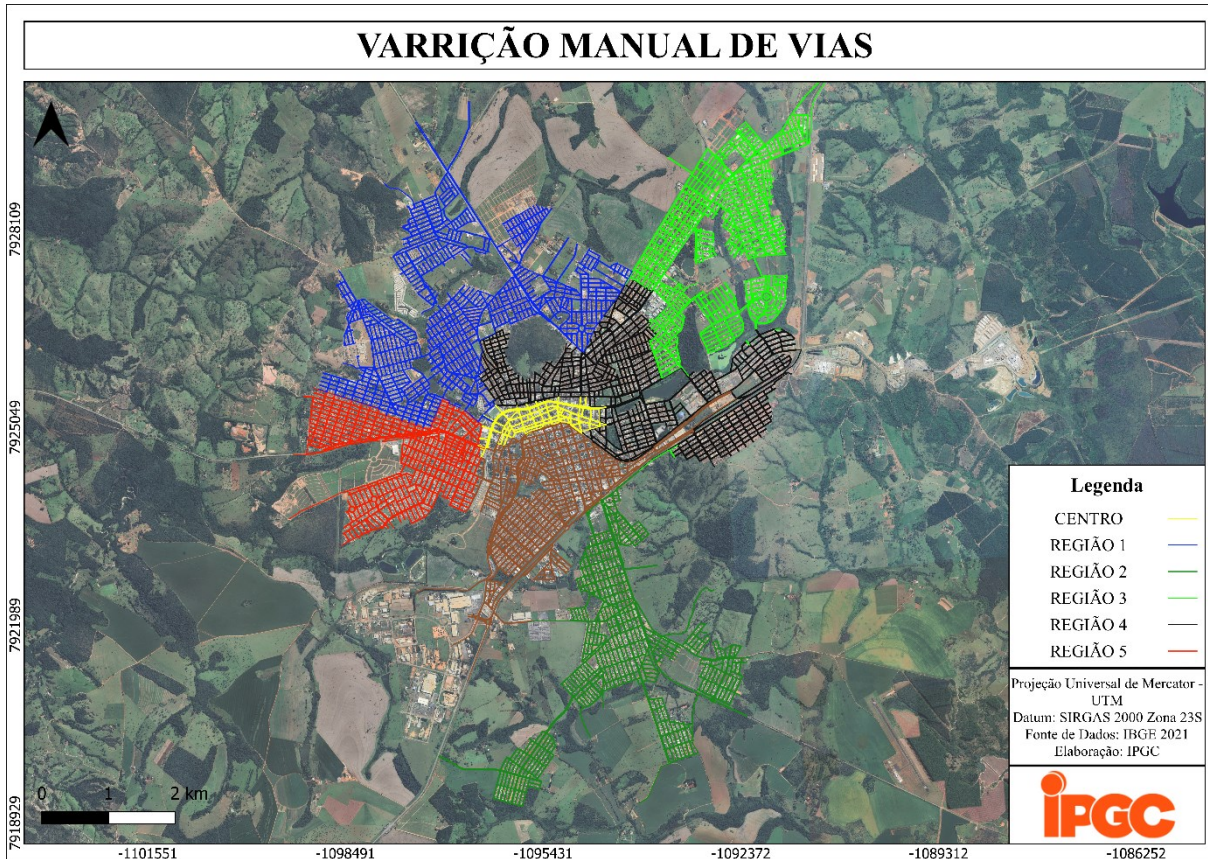 VARRIÇÃO MANUAL DE VIAS
7928109
7925049
7921989
7918929
Legenda
CENTRO
REGIÃO 1
REGIÃO 2
REGIÃO 3
REGIÃO 4
REGIÃO 5
Projeção Universal de Mercator -
UTM
Datum: SIRGAS 2000 Zona 23S
Fonte de Dados: IBGE 2021
Elaboração: IPGC
iPGC
0 1 2 km
-1101551 -1098491 -1095431 -1092372 -1089312 -1086252